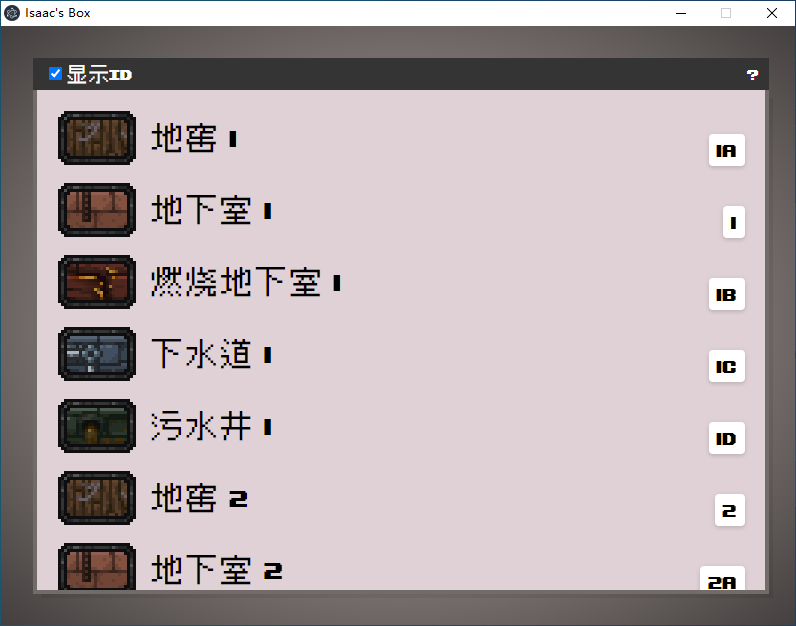 Isaac's Box
显示ID ?
地窖 1 1A
地下室 1 1
燃烧地下室 1 1B
下水道 1 1C
污水井 1 1D
地窖 2 2
地下室 2 2A